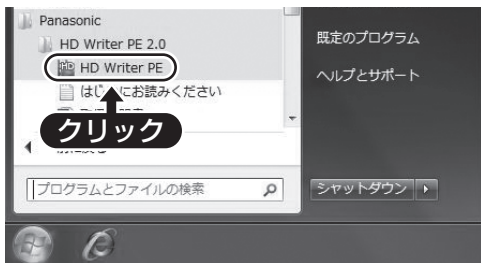 Panasonic
HD Writer PE 2.0
HD Writer PE
にお読みください
クリック
プログラムとファイルの検索
既定のプログラム
ヘルプとサポート
シャットダウン